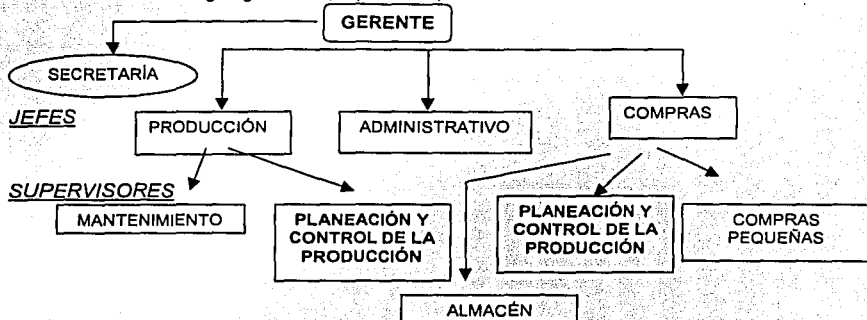 GERENTE
SECRETARÍA
JEFES
PRODUCCIÓN
ADMINISTRATIVO
COMPRAS
SUPERVISORES
MANTENIMIENTO
PLANEACIÓN Y
CONTROL DE LA
PRODUCCIÓN
PLANEACIÓN Y
CONTROL DE LA
PRODUCCIÓN
COMPRAS
PEQUEÑAS
ALMACÉN